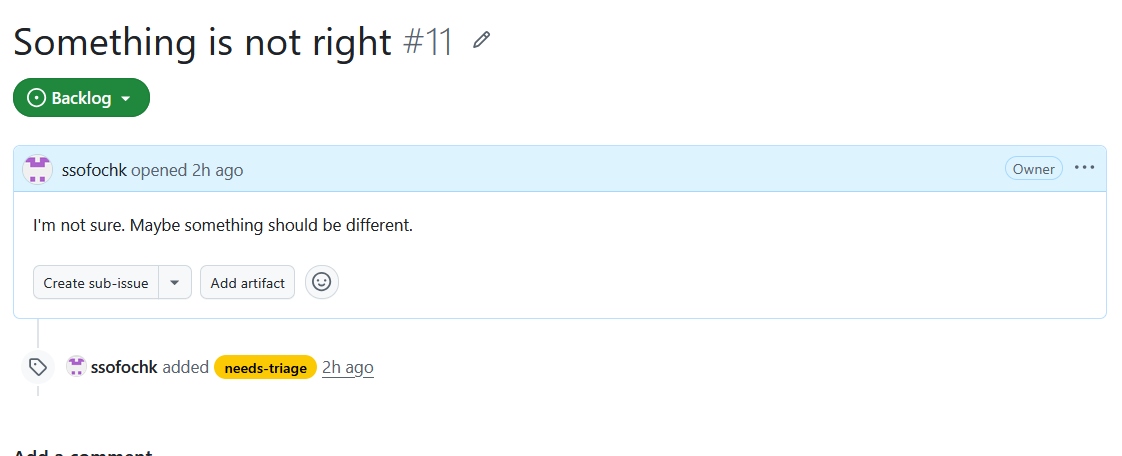 Something is not right #11
Backlog
ssofochk opened 2h ago Owner
I'm not sure. Maybe something should be different.
Create sub-issue Add artifact
ssofochk added needs-triage 2h ago
Add a comment